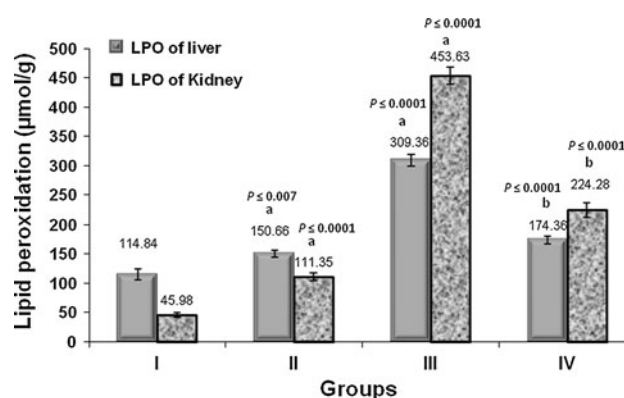 P ≤ 0.0001
a
453.63
500
LPO of liver
450
LPO of Kidney
400
P ≤ 0.0001
a
309.36
350
300
P ≤ 0.0001
b
224.28
250
P ≤ 0.0001
b
174.36
200
P ≤ 0.007
a
150.66
P ≤ 0.0001
a
111.35
150
114.84
100
45.98
50
0
Lipid peroxidation (µmol/g)
I II III IV
Groups